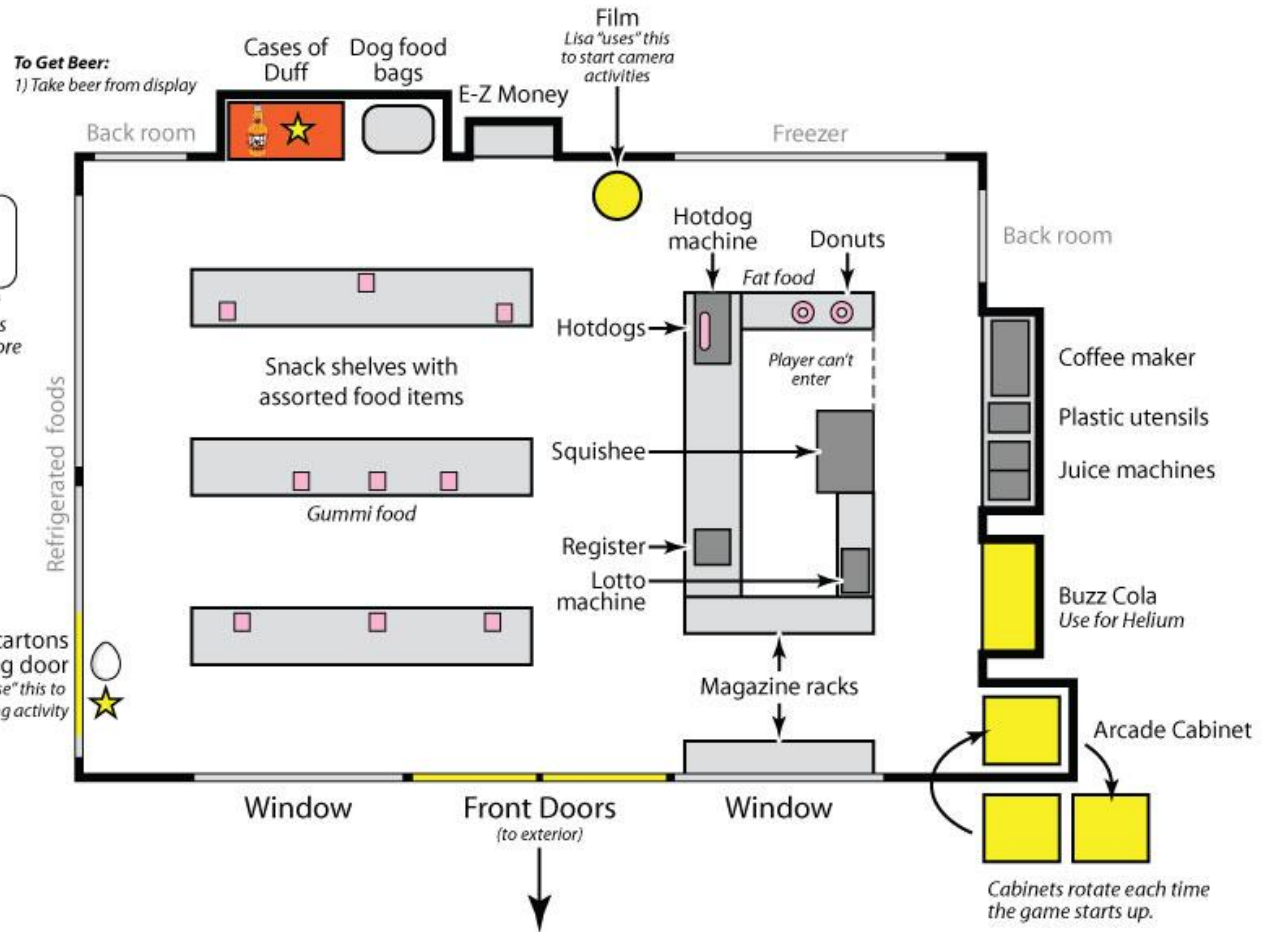 To Get Beer:
1) Take beer from display
Cases of
Duff
Dog food
bags
E-Z Money
Film
Lisa "uses" this
to start camera
activities
Back room
Freezer
Hotdog
machine
Donuts
Back room
Fat food
Hotdogs
Player can't
enter
Snack shelves with
assorted food items
Refrigerated foods
Coffee maker
Plastic utensils
Juice machines
Squishee
Gummi food
Register
Lotto
machine
Buzz Cola
Use for Helium
cartons
g door
se" this to
g activity
Magazine racks
Arcade Cabinet
Window
Front Doors
(to exterior)
Window
Cabinets rotate each time
the game starts up.